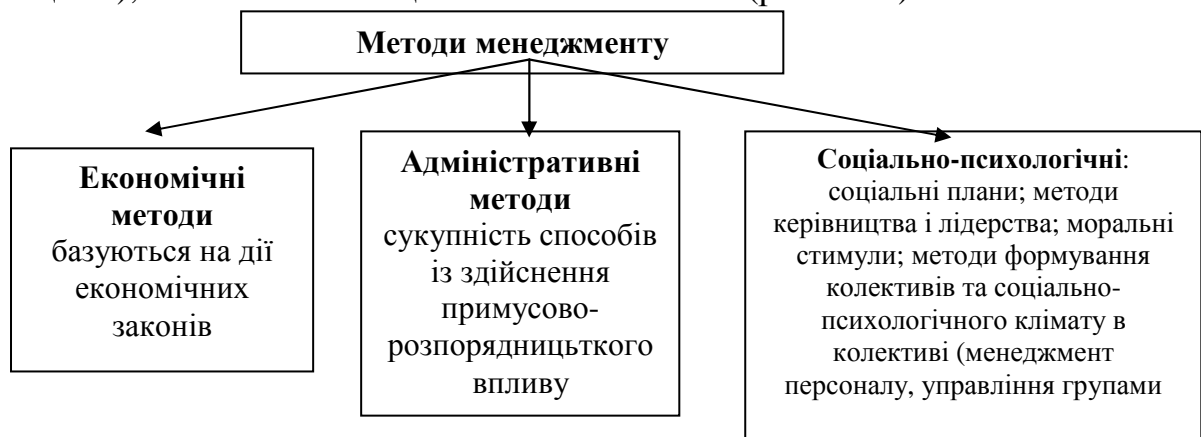 Методи менеджменту
Економічні
методи
базуються на дії
економічних
законів
Адміністративні
методи
сукупність способів
із здійснення
примусово-
розпорядницьткого
впливу
Соціально-психологічні:
соціальні плани; методи
керівництва і лідерства; моральні
стимули; методи формування
колективів та соціально-
психологічного клімату в
колективі (менеджмент
персоналу, управління групами